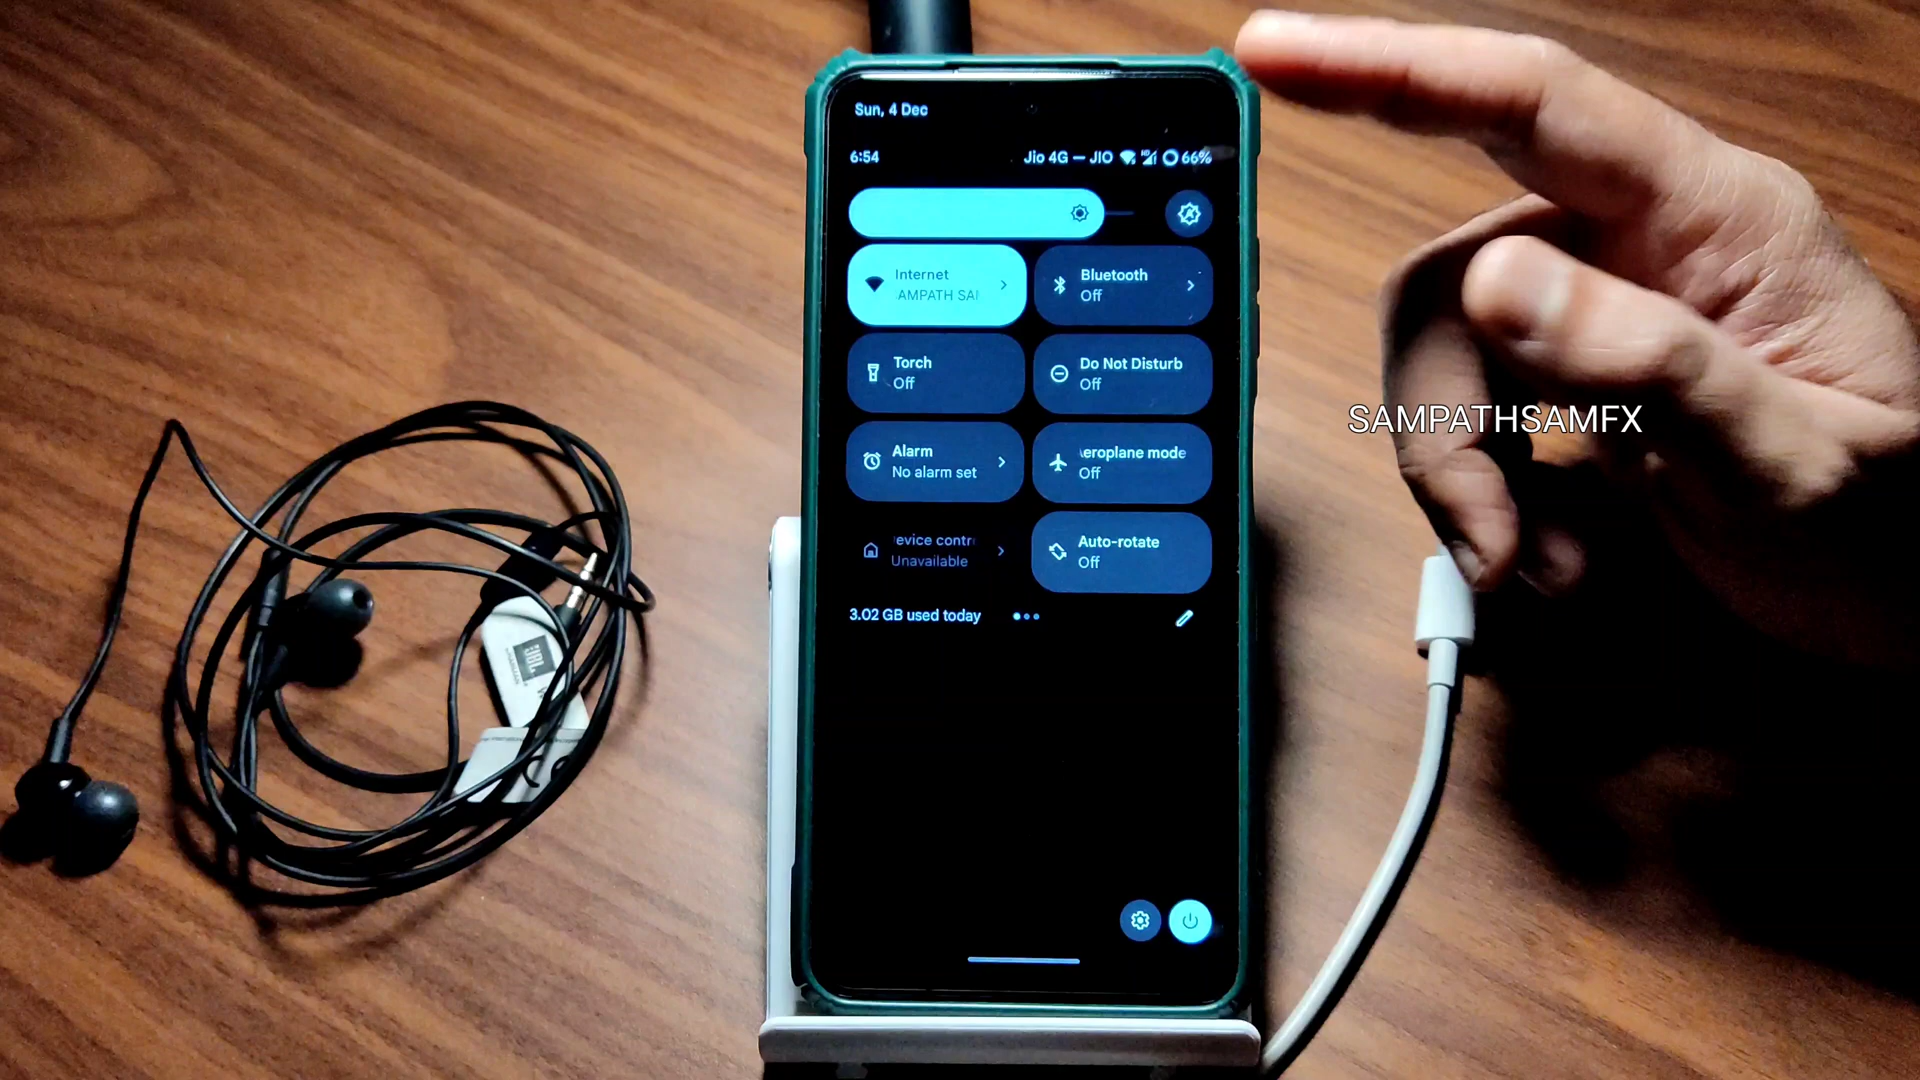 Sun, 4 Dec
6:54
Jio 4G — JIO
HD
66%
Internet
AMPATH SA
Bluetooth
Off
Torch
Off
Do Not Disturb
Off
Alarm
No alarm set
eroplane mode
Off
evice contr
Unavailable
Auto-rotate
Off
3.02 GB used today
SAMPATHSAMFX
JBL